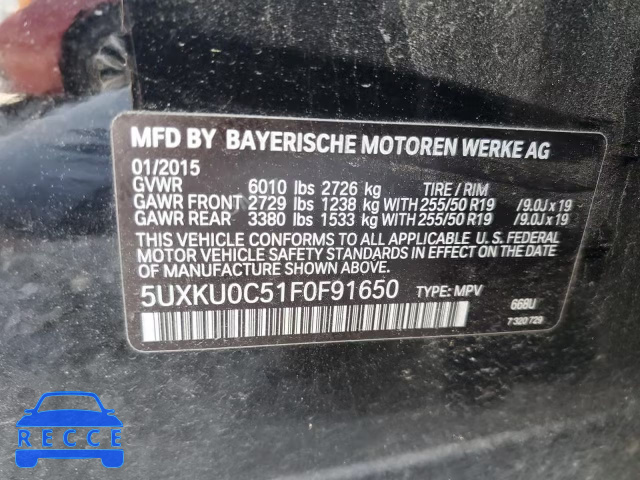 MFD BY BAYERISCHE MOTOREN WERKE AG
01/2015
GVWR 6010 lbs 2726 kg TIRE / RIM
GAWR FRONT 2729 lbs 1238 kg WITH 255/50 R19 /9.0J x 19
GAWR REAR 3380 lbs 1533 kg WITH 255/50 R19 /9.0J x 19
THIS VEHICLE CONFORMS TO ALL APPLICABLE U. S. FEDERAL
MOTOR VEHICLE SAFETY STANDARDS IN EFFECT ON THE DATE
OF MANUFACTURE SHOWN ABOVE.
5UXKU0C51F0F91650 TYPE: MPV 668U
7320729
RECCE
RECCE